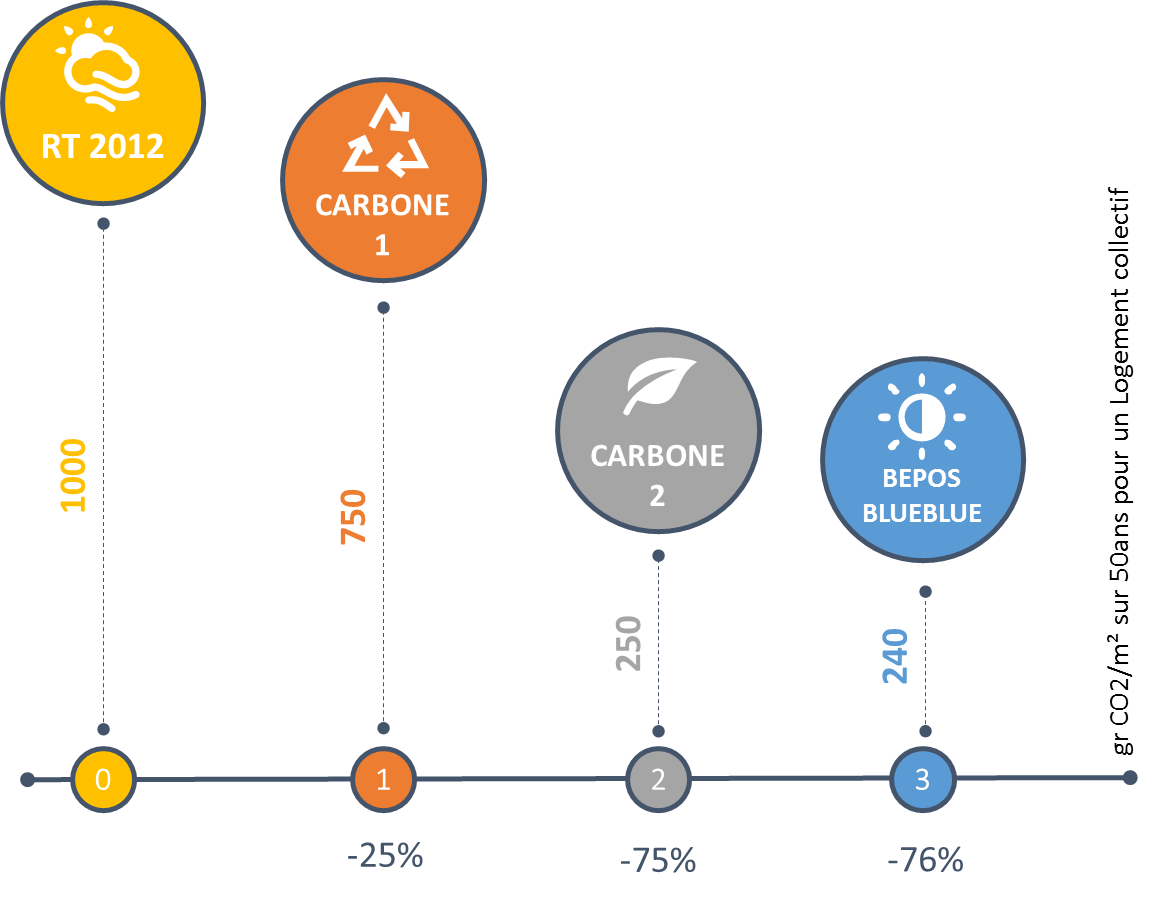 RT 2012
CARBONE
1
CARBONE
2
BEPOS
BLUEBLUE
1000
750
250
240
gr CO2/m² sur 50ans pour un Logement collectif
0
1
2
3
-25%
-75%
-76%